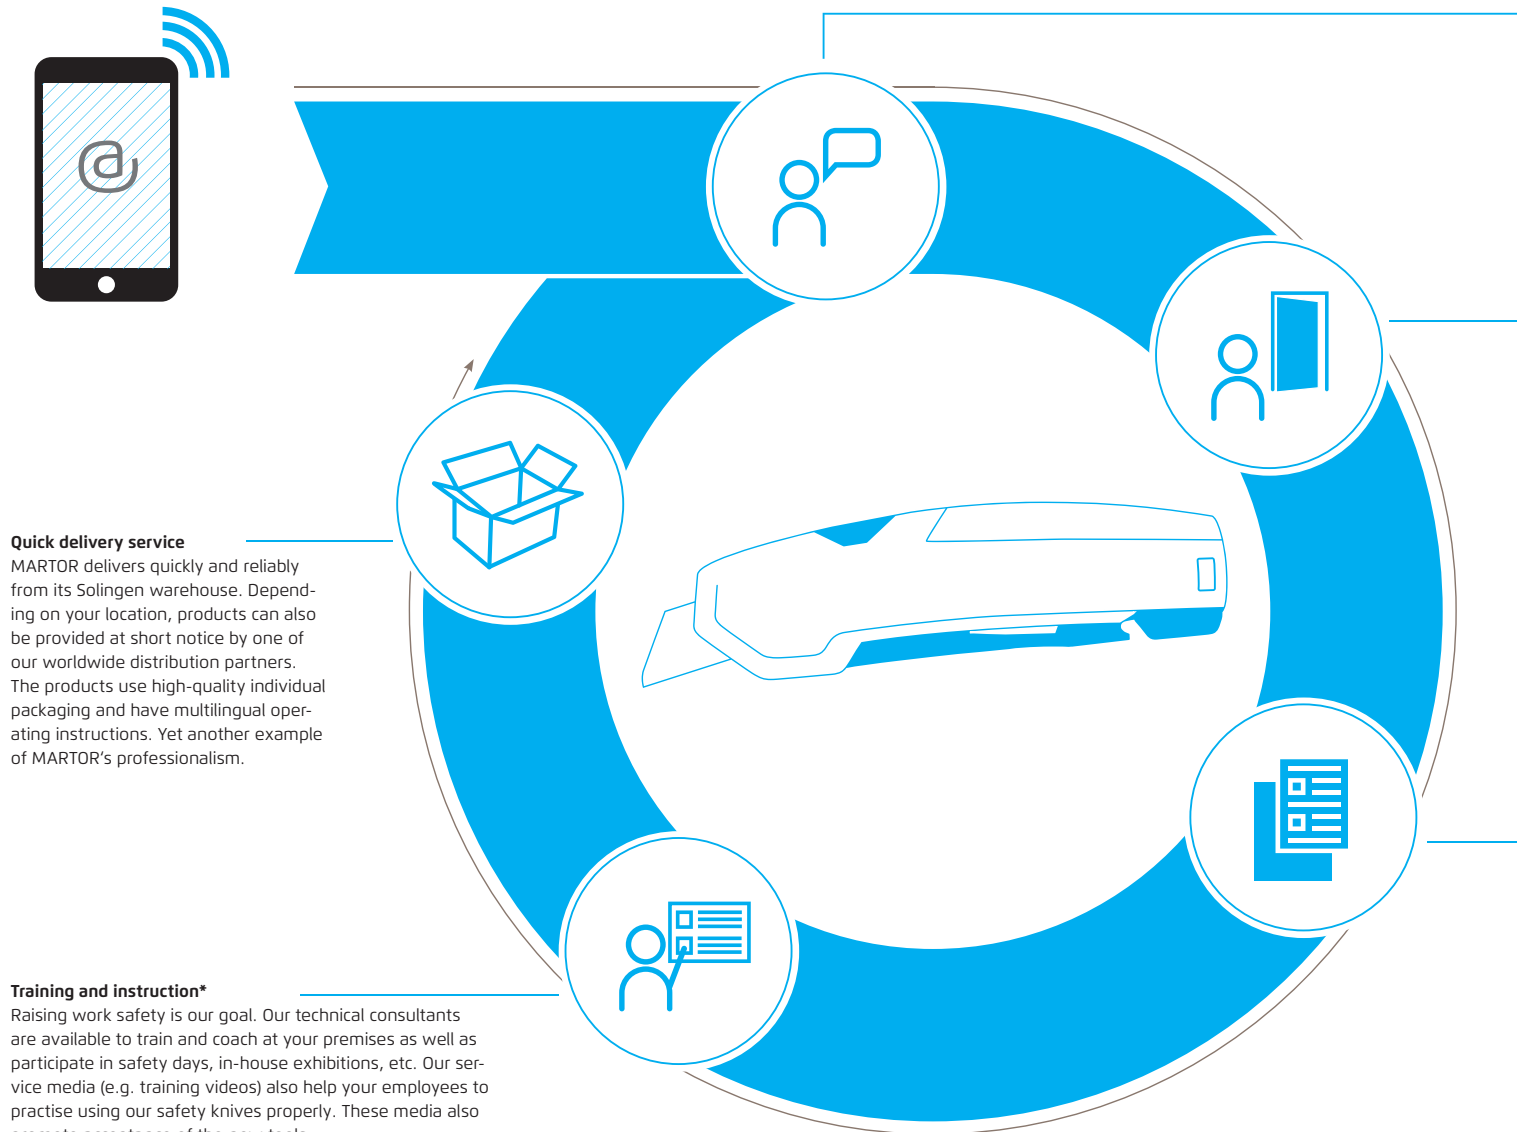 @
Quick delivery service
MARTOR delivers quickly and reliably
from its Solingen warehouse. Depend-
ing on your location, products can also
be provided at short notice by one of
our worldwide distribution partners.
The products use high-quality individual
packaging and have multilingual oper-
ating instructions. Yet another example
of MARTOR‘s professionalism.
Training and instruction*
Raising work safety is our goal. Our technical consultants
are available to train and coach at your premises as well as
participate in safety days, in-house exhibitions, etc. Our ser-
vice media (e.g. training videos) also help your employees to
practise using our safety knives properly. These media also